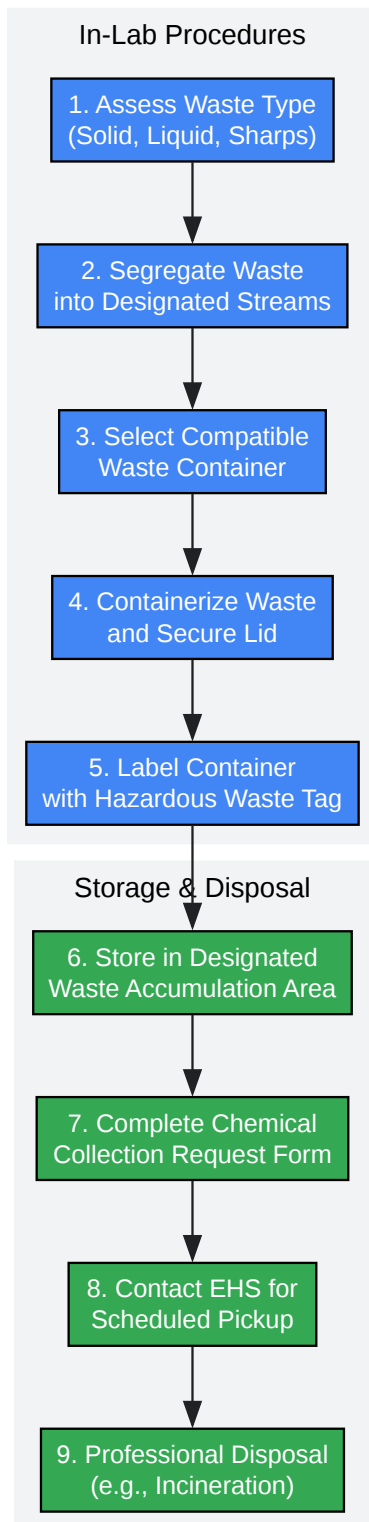 In-Lab Procedures
1. Assess Waste Type
(Solid, Liquid, Sharps)
2. Segregate Waste
into Designated Streams
3. Select Compatible
Waste Container
4. Containerize Waste
and Secure Lid
5. Label Container
with Hazardous Waste Tag
Storage & Disposal
6. Store in Designated
Waste Accumulation Area
7. Complete Chemical
Collection Request Form
8. Contact EHS for
Scheduled Pickup
9. Professional Disposal
(e.g., Incineration)